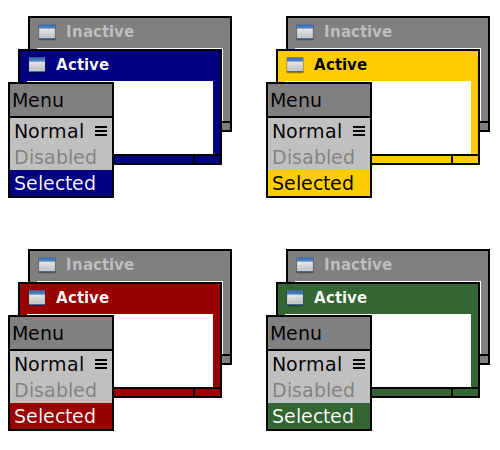 Inactive
Active
Menu
Normal
Disabled
Selected
Inactive
Active
Menu
Normal
Disabled
Selected
Inactive
Active
Menu
Normal
Disabled
Selected
Inactive
Active
Menu
Normal
Disabled
Selected